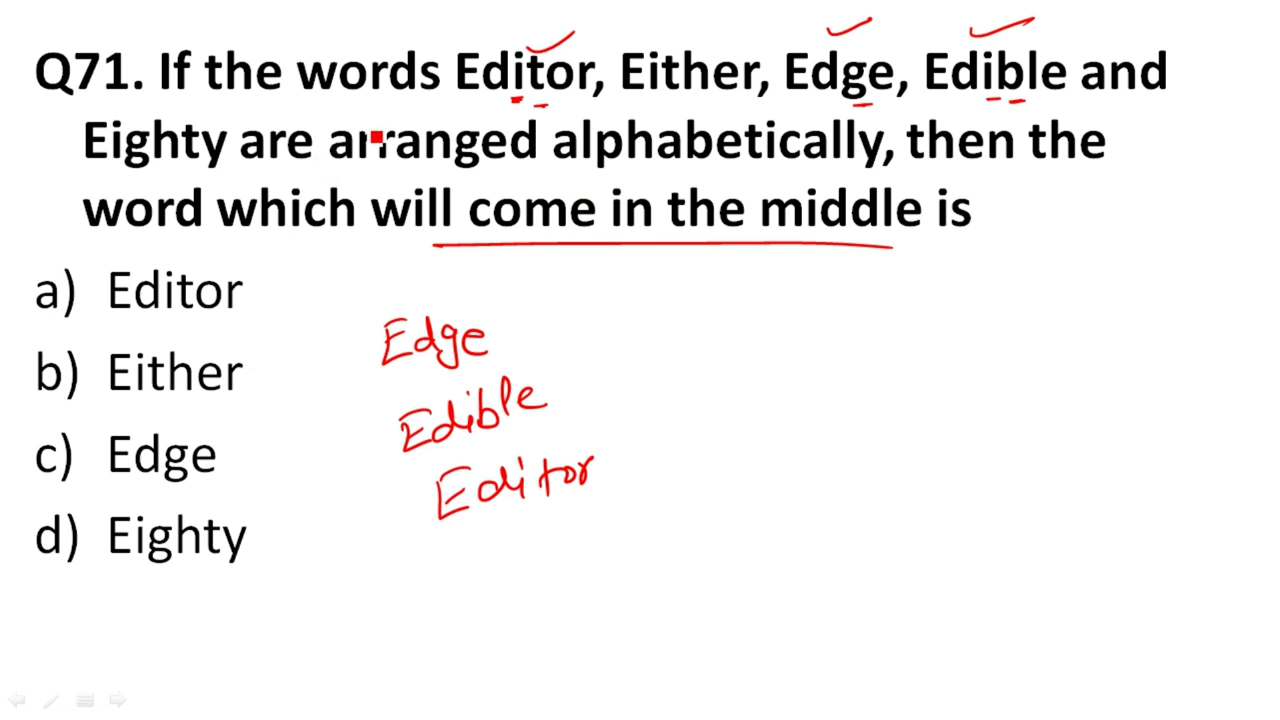 Q71. If the words Editor, Either, Edge, Edible and
Eighty are arranged alphabetically, then the
word which will come in the middle is
a) Editor
b) Either
c) Edge
d) Eighty
Edge
Edible
Editor